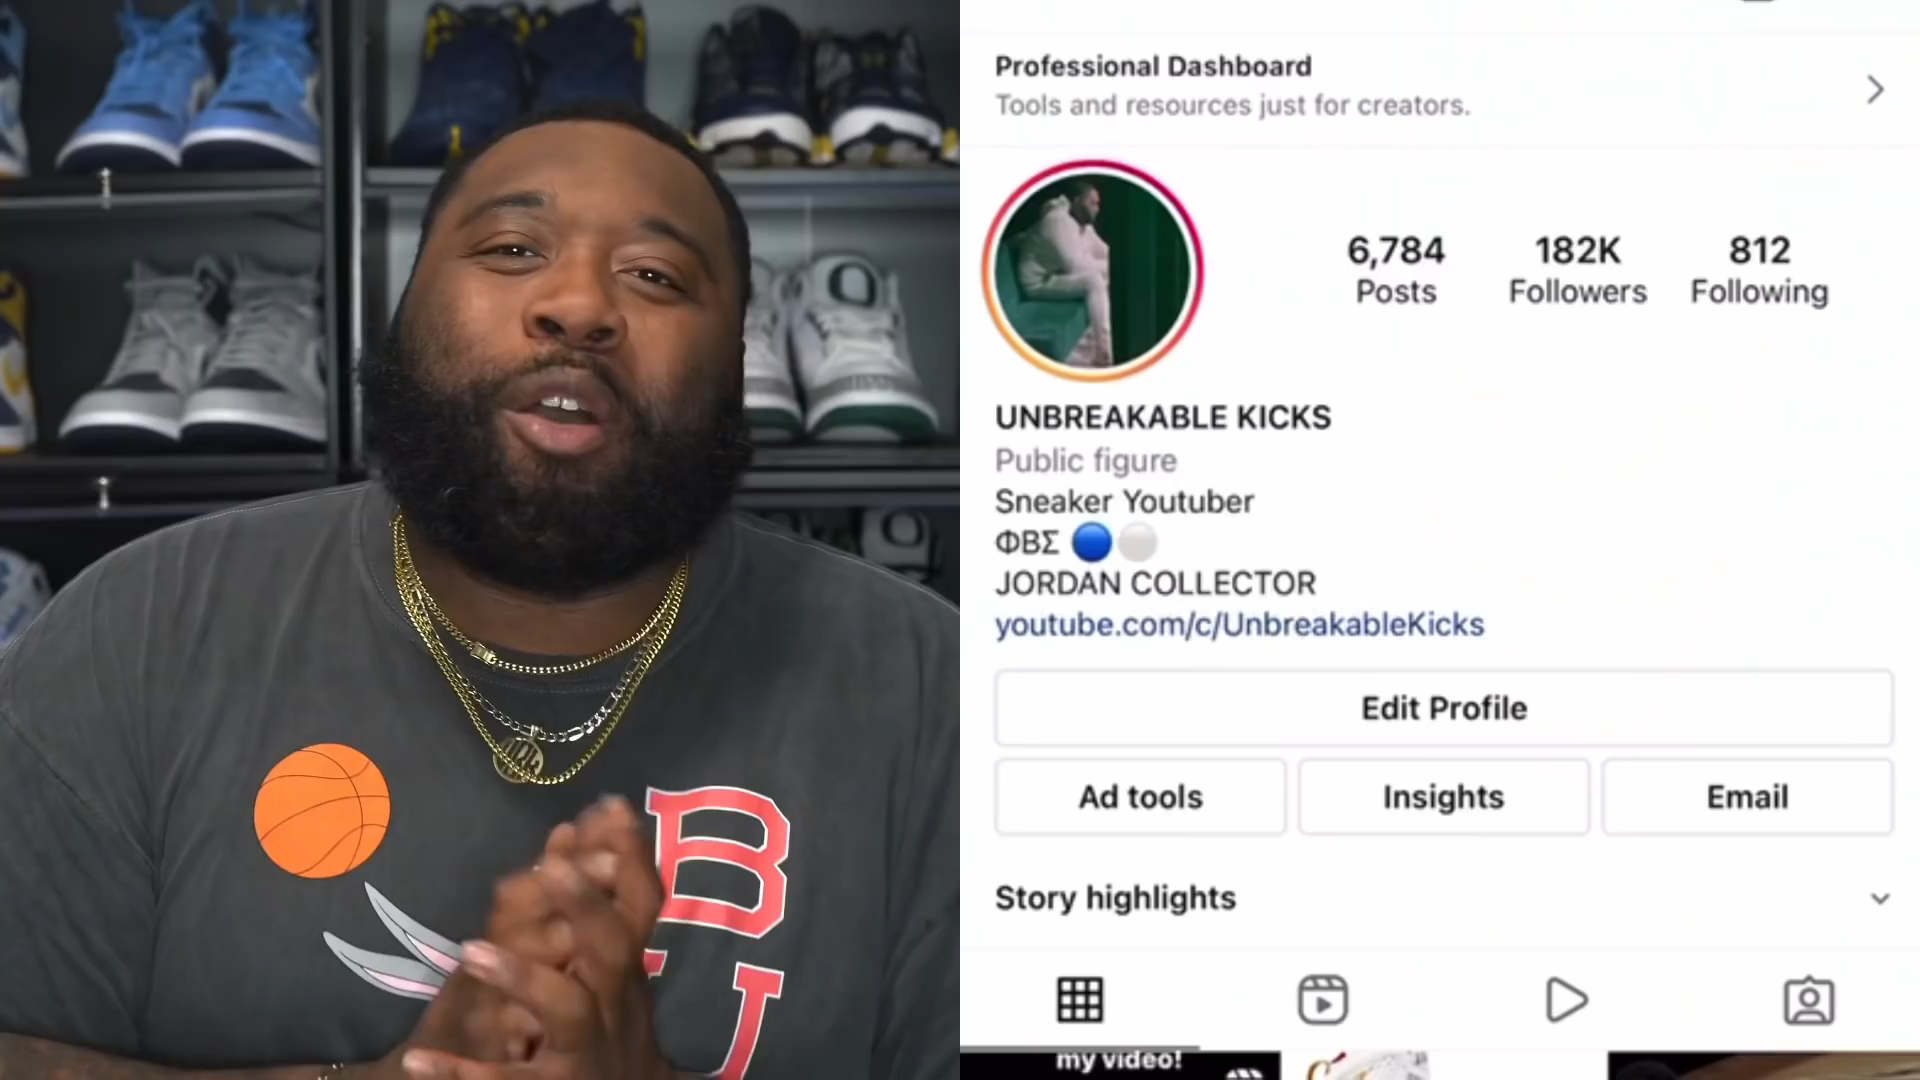 B
U
Professional Dashboard
Tools and resources just for creators.
6,784
Posts
182K
Followers
812
Following
UNBREAKABLE KICKS
Public figure
Sneaker Youtuber
ΦΒΣ 🔵⚪
JORDAN COLLECTOR
youtube.com/c/UnbreakableKicks
Edit Profile
Ad tools
Insights
Email
Story highlights
my video!